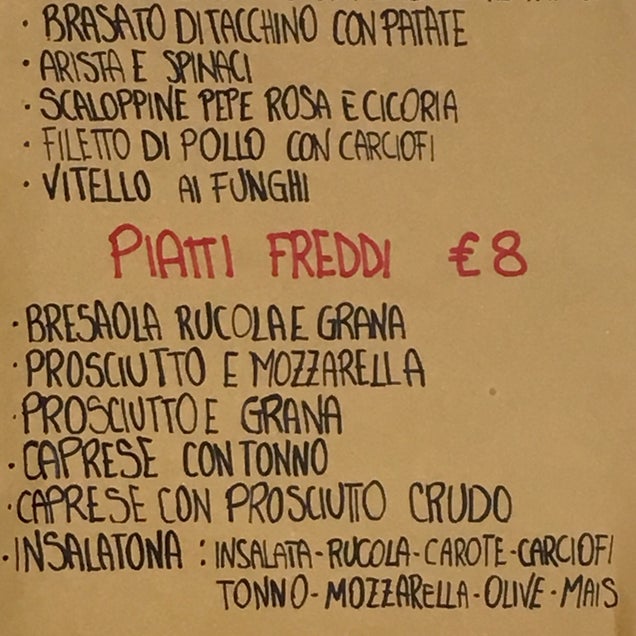 · BRASATO DI TACCHINO CON PATATE
· ARISTA E SPINACI
· SCALOPPINE PEPE ROSA E CICORIA
· FILETTO DI POLLO CON CARCIOFI
· VITELLO AI FUNGHI
PIATTI FREDDI €8
· BRESAOLA RUCOLA E GRANA
· PROSCIUTTO E MOZZARELLA
· PROSCIUTTO E GRANA
· CAPRESE CON TONNO
· CAPRESE CON PROSCIUTTO CRUDO
· INSALATONA : INSALATA - RUCOLA - CAROTE - CARCIOFI
TONNO - MOZZARELLA - OLIVE - MAIS